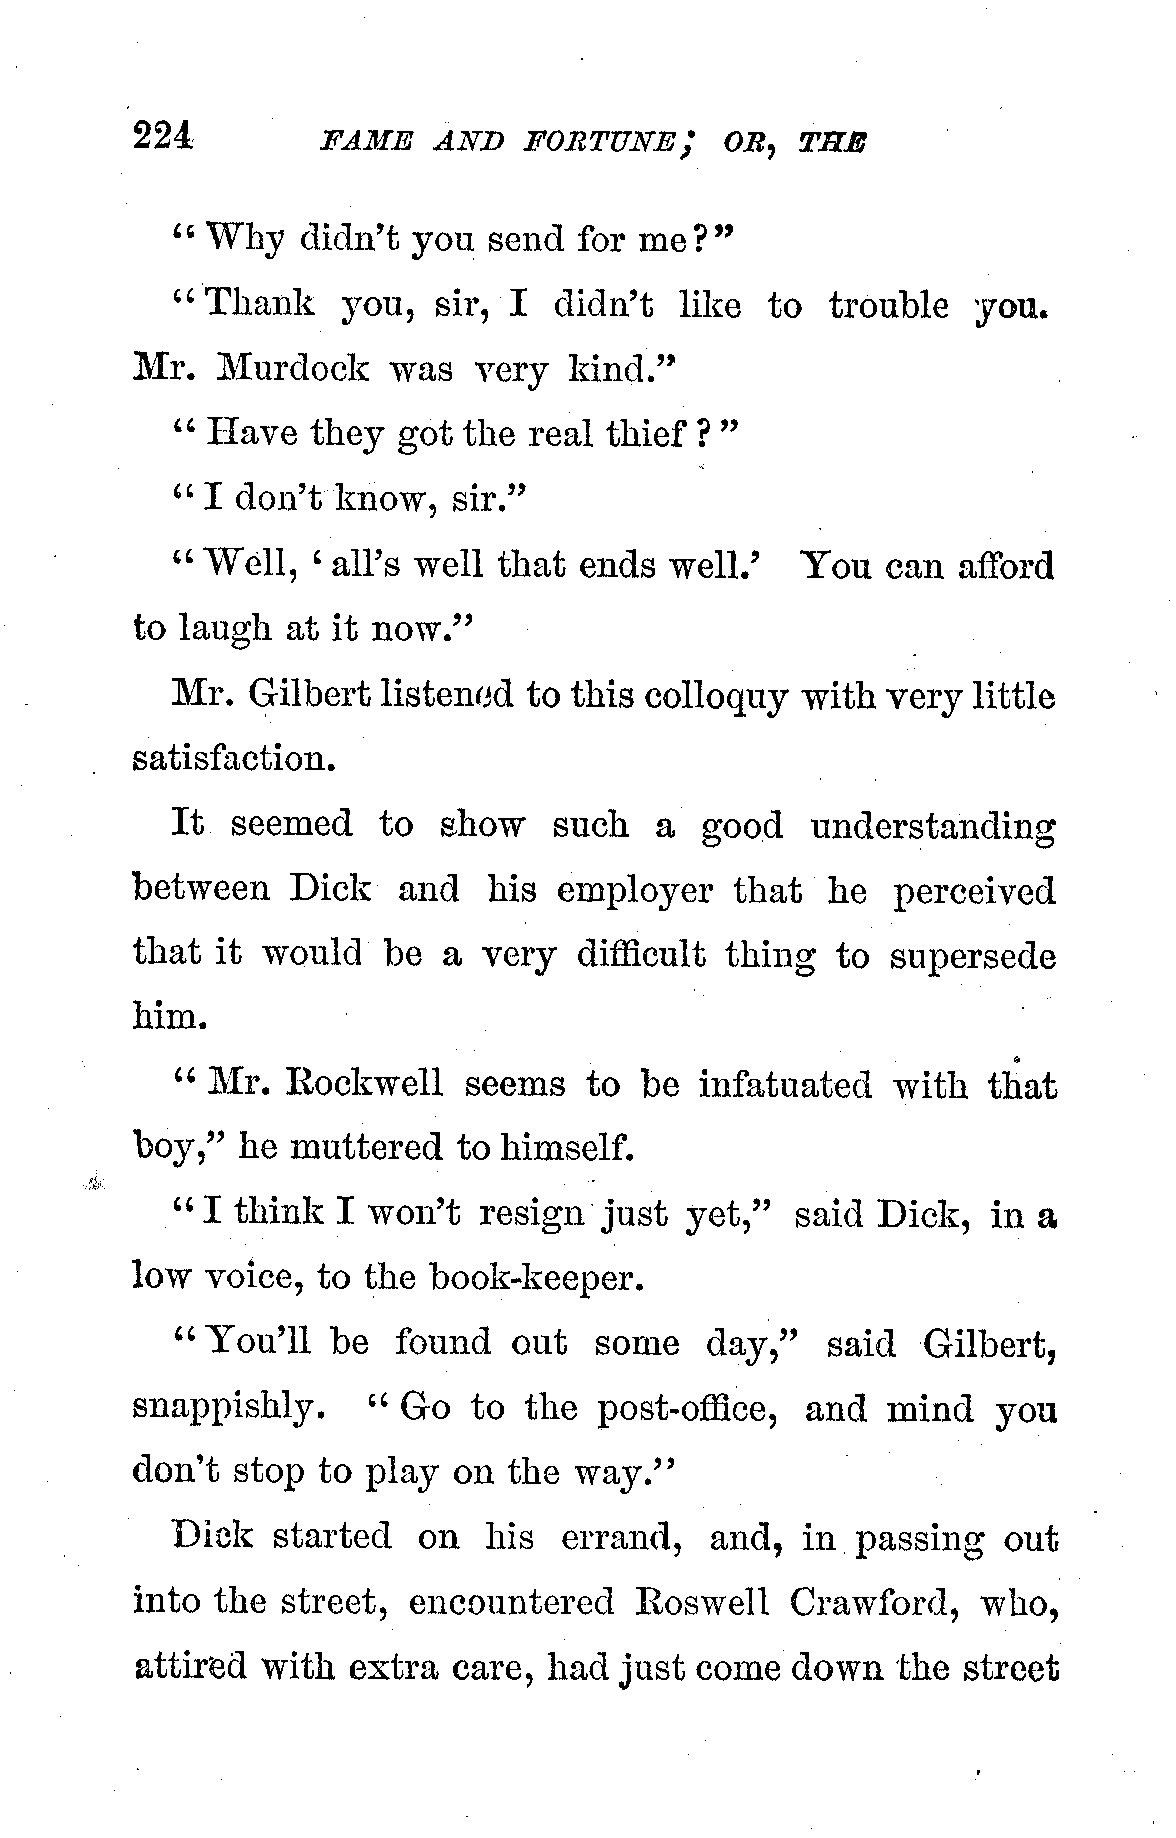 224 FAME AND FORTUNE; OR, THE
“Why didn't you send for me?”
“Thank you, sir, I didn't like to trouble you.
Mr. Murdock was very kind.”
“Have they got the real thief?”
“I don't know, sir.”
“Well, ‘all's well that ends well.’ You can afford
to laugh at it now.”
Mr. Gilbert listened to this colloquy with very little
satisfaction.
It seemed to show such a good understanding
between Dick and his employer that he perceived
that it would be a very difficult thing to supersede
him.
“Mr. Rockwell seems to be infatuated with that
boy,” he muttered to himself.
“I think I won't resign just yet,” said Dick, in a
low voice, to the book-keeper.
“You'll be found out some day,” said Gilbert,
snappishly. “Go to the post-office, and mind you
don't stop to play on the way.”
Dick started on his errand, and, in passing out
into the street, encountered Roswell Crawford, who,
attired with extra care, had just come down the street